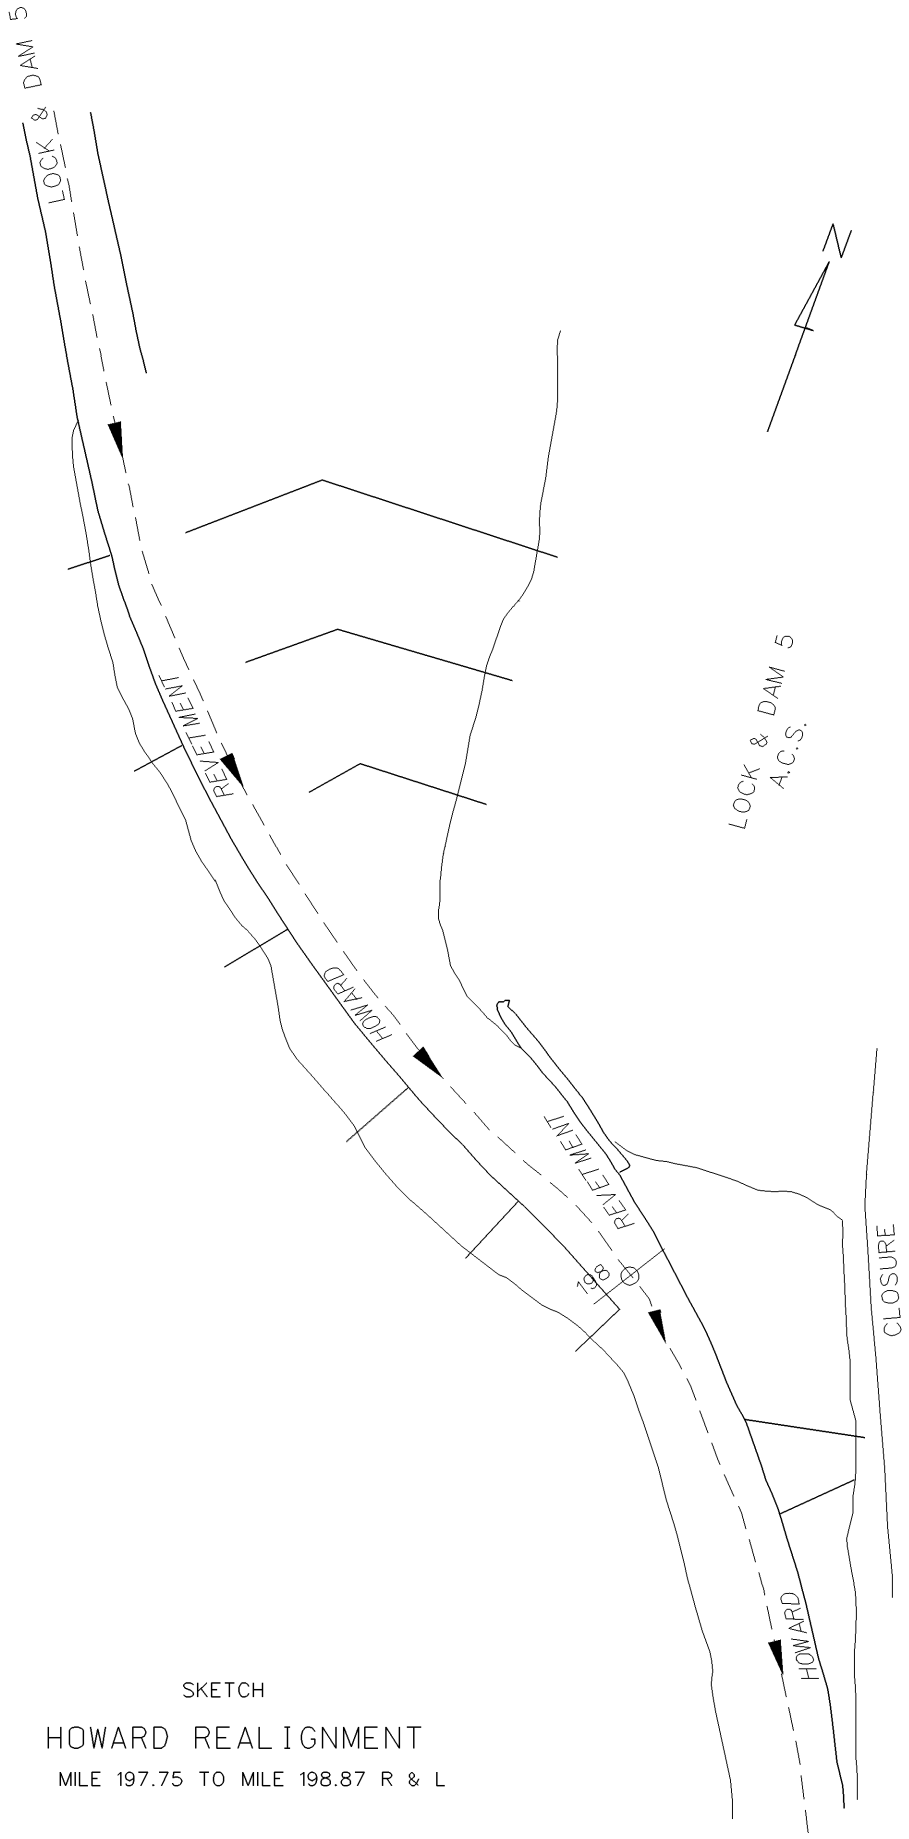 LOCK & DAM 5
N
LOCK & DAM 5
A.C.S.
REVETMENT
HOWARD
REVETMENT
198
CLOSURE
HOWARD
SKETCH
HOWARD REALIGNMENT
MILE 197.75 TO MILE 198.87 R & L